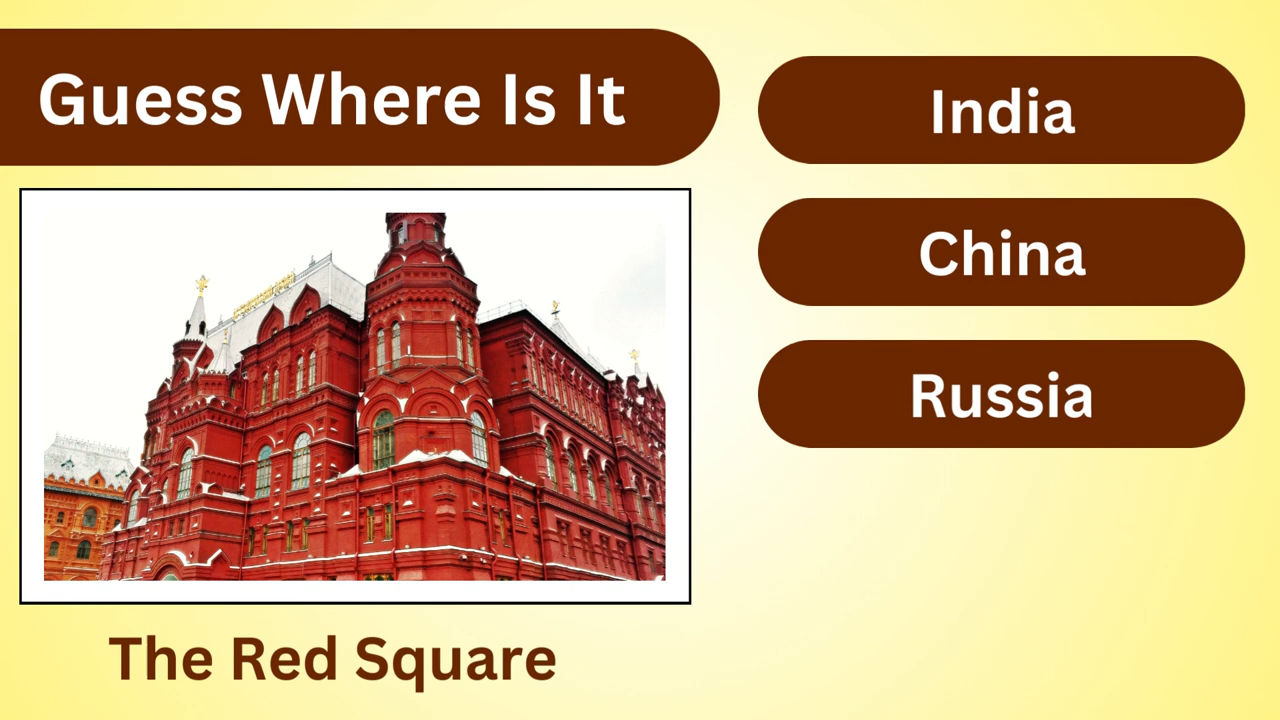 Guess Where Is It
India
China
Russia
The Red Square